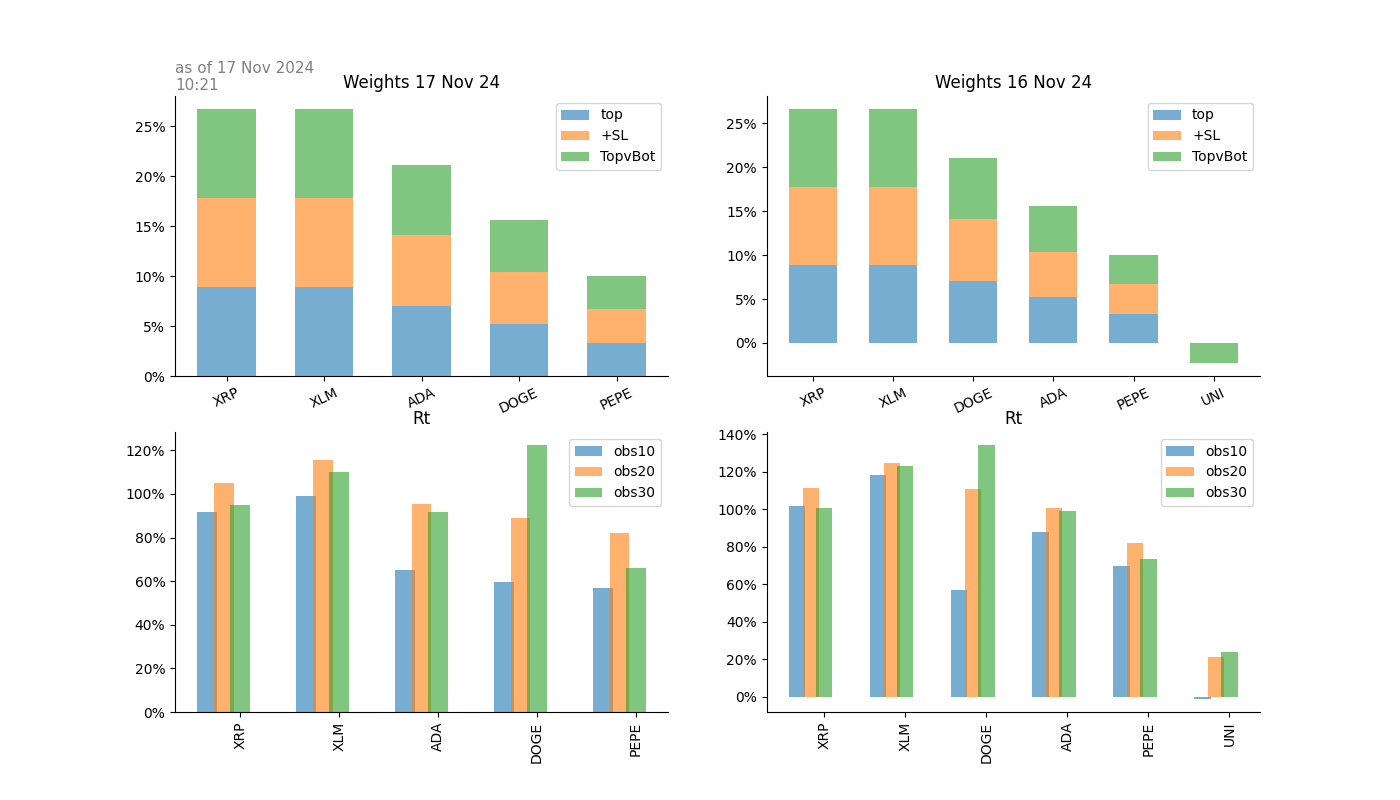 as of 17 Nov 2024
10:21
Weights 17 Nov 24
25%
20%
15%
10%
5%
0%
top
+SL
TopvBot
XRP
XLM
ADA
DOGE
PEPE
Weights 16 Nov 24
25%
20%
15%
10%
5%
0%
top
+SL
TopvBot
XRP
XLM
DOGE
ADA
PEPE
UNI
Rt
120%
100%
80%
60%
40%
20%
0%
obs10
obs20
obs30
XRP
XLM
ADA
DOGE
PEPE
Rt
140%
120%
100%
80%
60%
40%
20%
0%
obs10
obs20
obs30
XRP
XLM
DOGE
ADA
PEPE
UNI